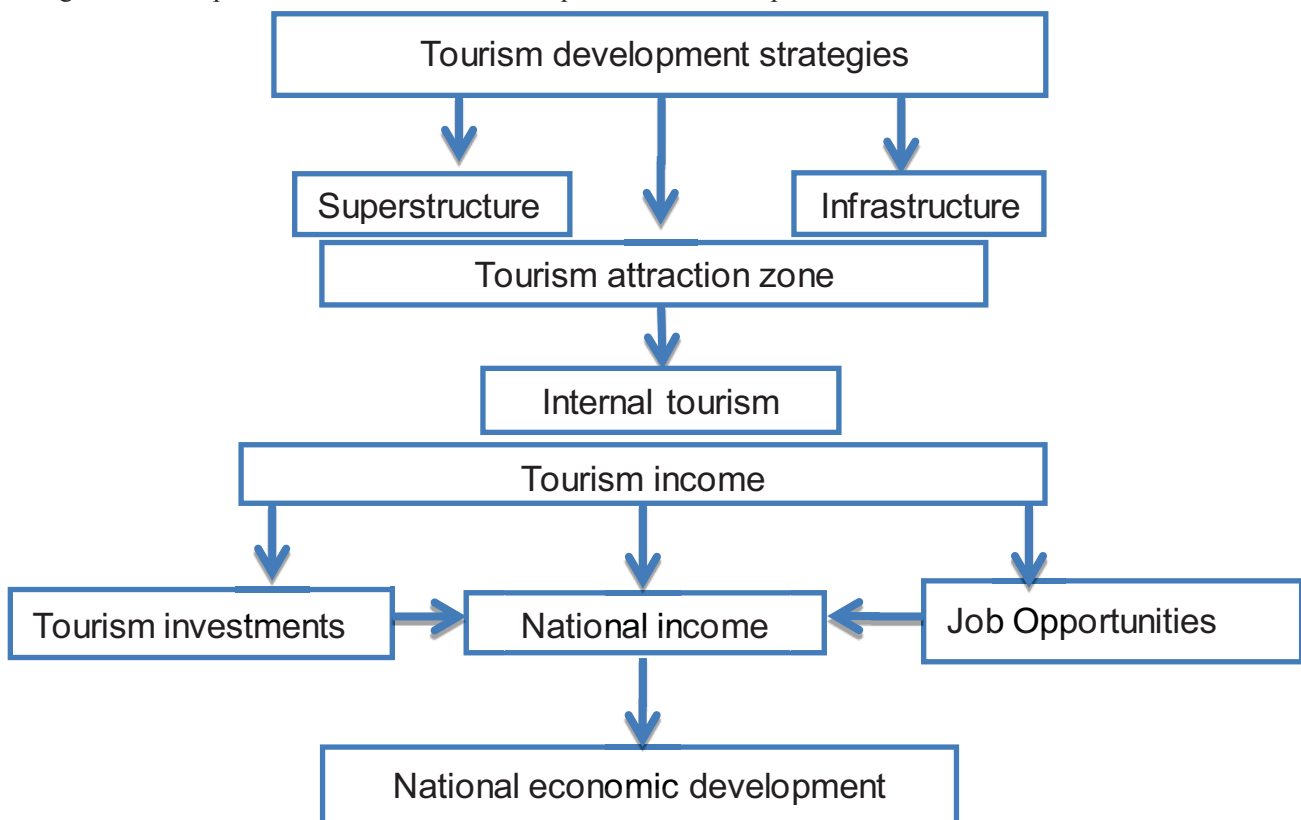 Tourism development strategies
Superstructure
Infrastructure
Tourism attraction zone
Internal tourism
Tourism income
Tourism investments
National income
Job Opportunities
National economic development